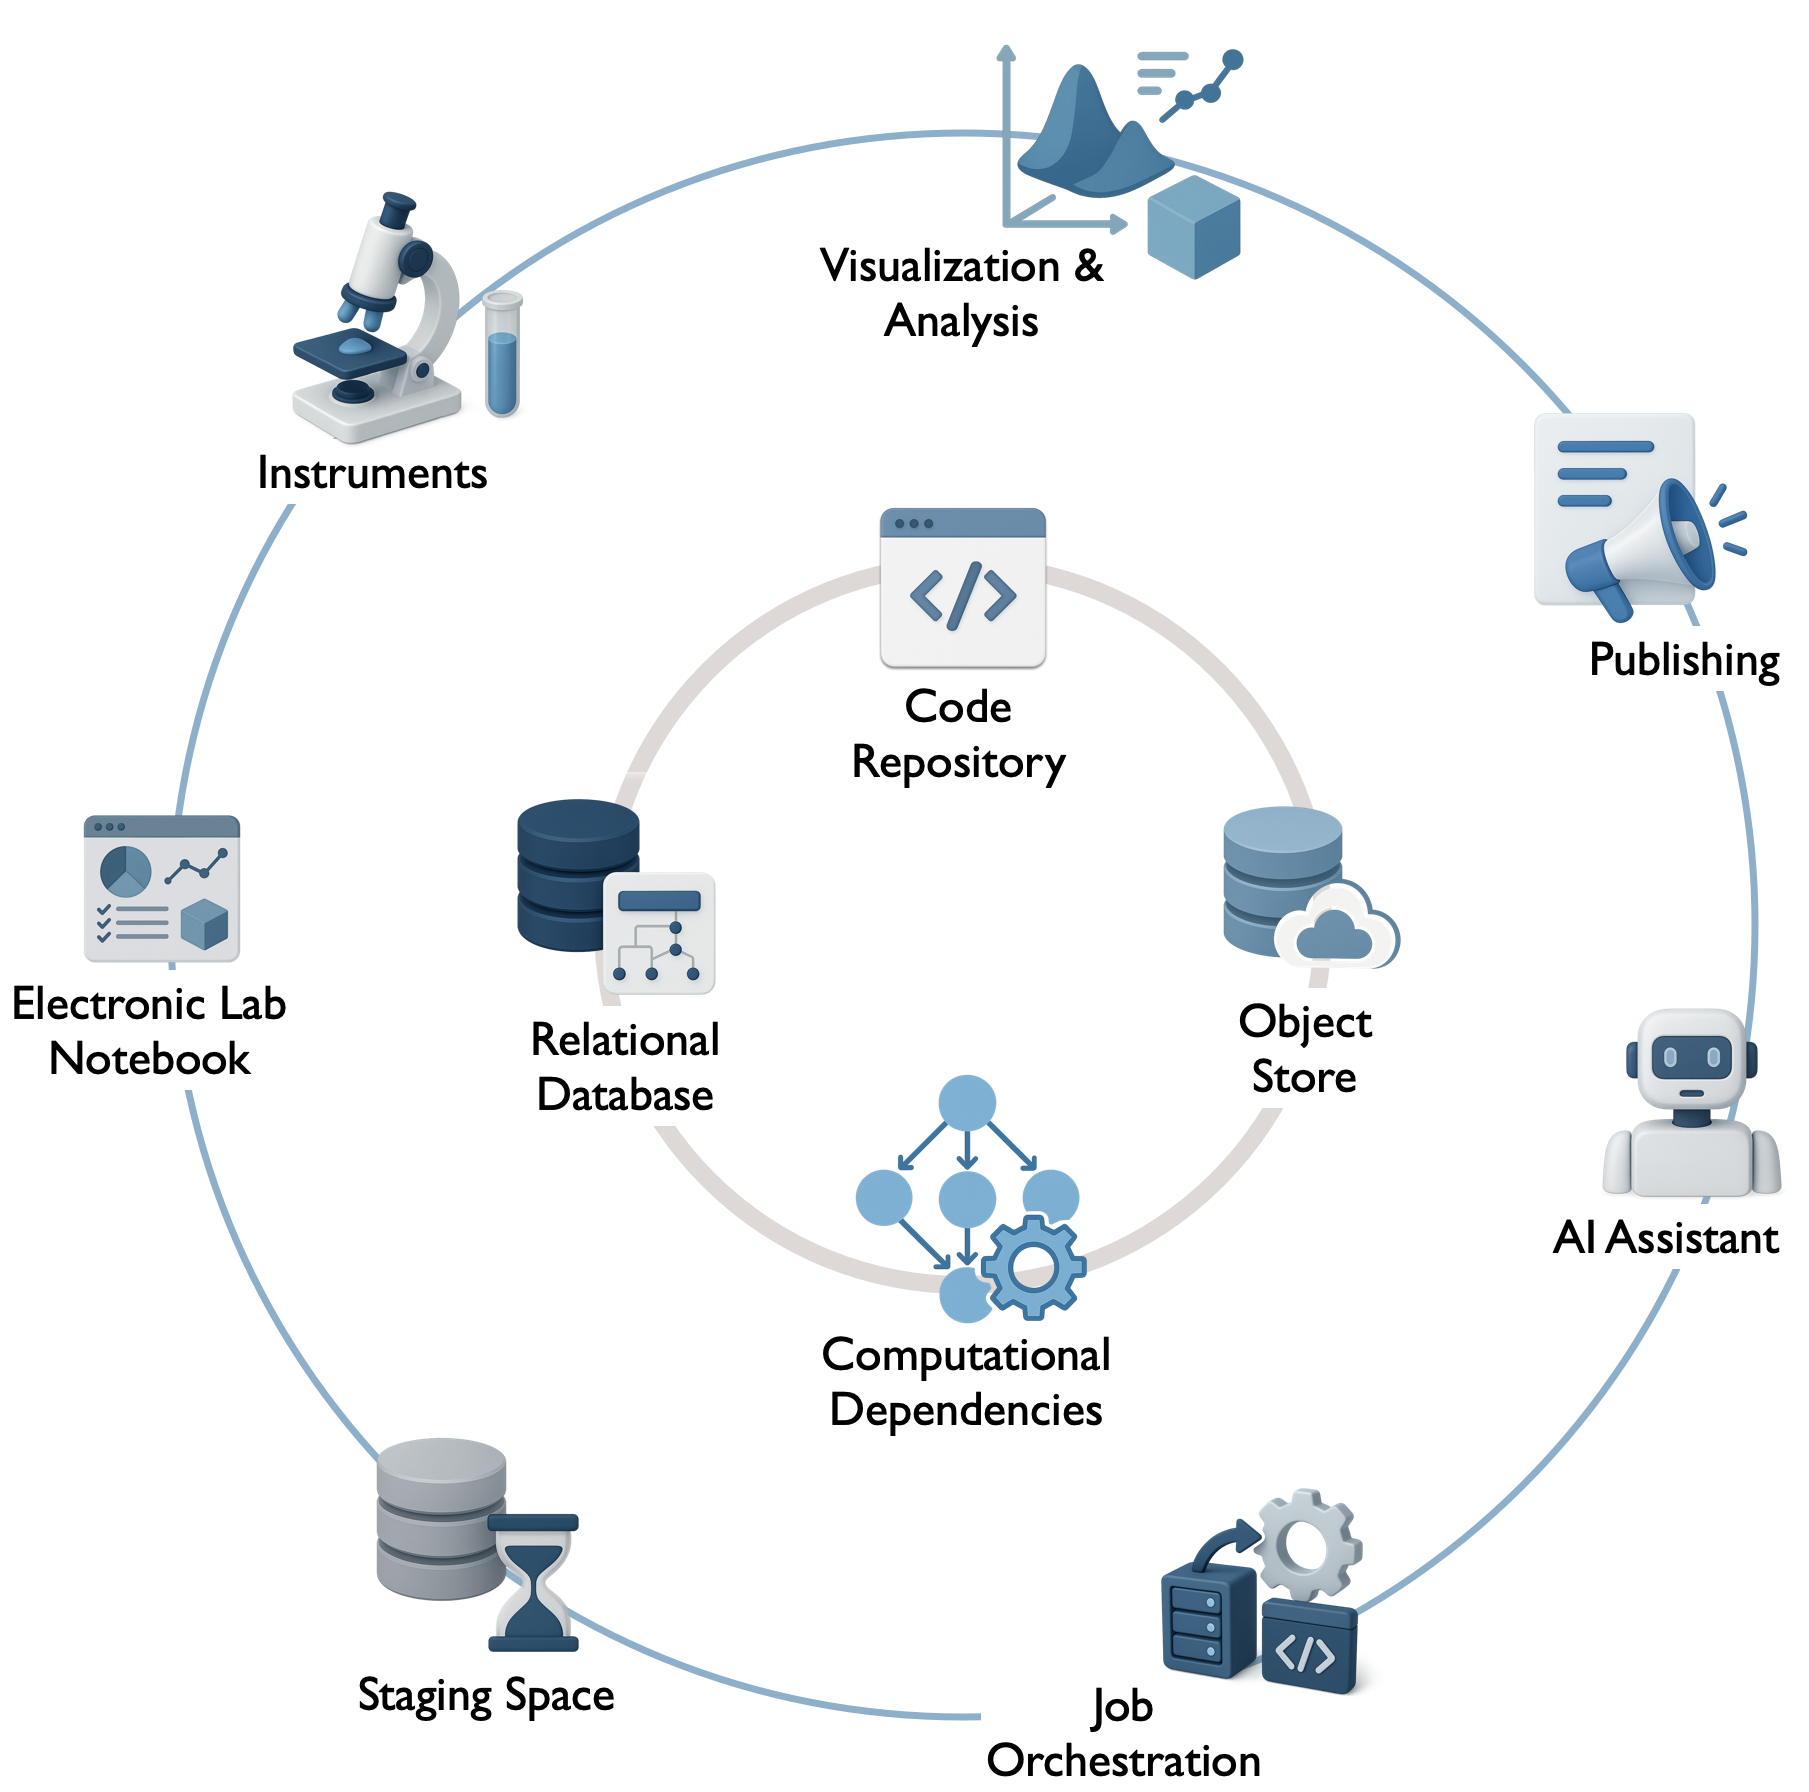 Visualization &
Analysis
Instruments
Publishing
Code
Repository
Electronic Lab
Notebook
Relational
Database
Object
Store
AI Assistant
Computational
Dependencies
Staging Space
Job
Orchestration